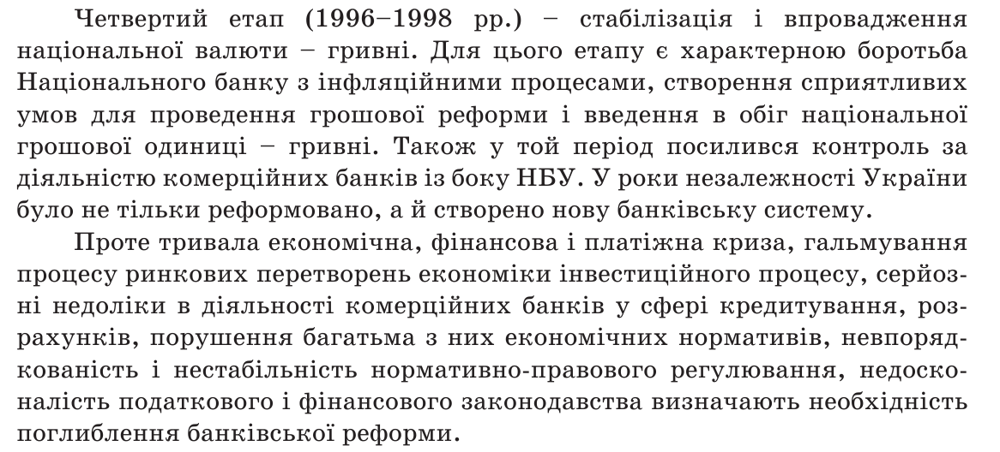 Четвертий етап (1996–1998 рр.) – стабілізація і впровадження
національної валюти – гривні. Для цього етапу є характерною боротьба
Національного банку з інфляційними процесами, створення сприятливих
умов для проведення грошової реформи і введення в обіг національної
грошової одиниці – гривні. Також у той період посилився контроль за
діяльністю комерційних банків із боку НБУ. У роки незалежності України
було не тільки реформовано, а й створено нову банківську систему.
Проте тривала економічна, фінансова і платіжна криза, гальмування
процесу ринкових перетворень економіки інвестиційного процесу, серйоз-
ні недоліки в діяльності комерційних банків у сфері кредитування, роз-
рахунків, порушення багатьма з них економічних нормативів, невпоряд-
кованість і нестабільність нормативно-правового регулювання, недоско-
налість податкового і фінансового законодавства визначають необхідність
поглиблення банківської реформи.